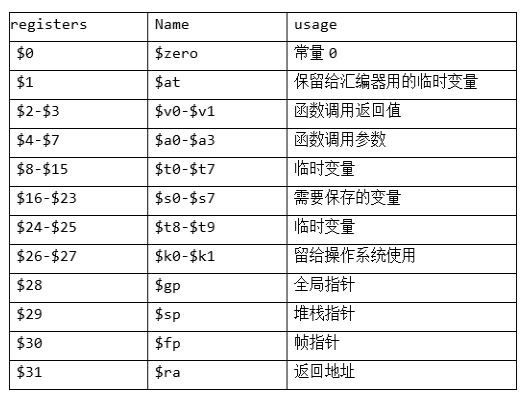 registers Name usage
$0 $zero 常量 0
$1 $at 保留给汇编器用的临时变量
$2-$3 $v0-$v1 函数调用返回值
$4-$7 $a0-$a3 函数调用参数
$8-$15 $t0-$t7 临时变量
$16-$23 $s0-$s7 需要保存的变量
$24-$25 $t8-$t9 临时变量
$26-$27 $k0-$k1 留给操作系统使用
$28 $gp 全局指针
$29 $sp 堆栈指针
$30 $fp 帧指针
$31 $ra 返回地址